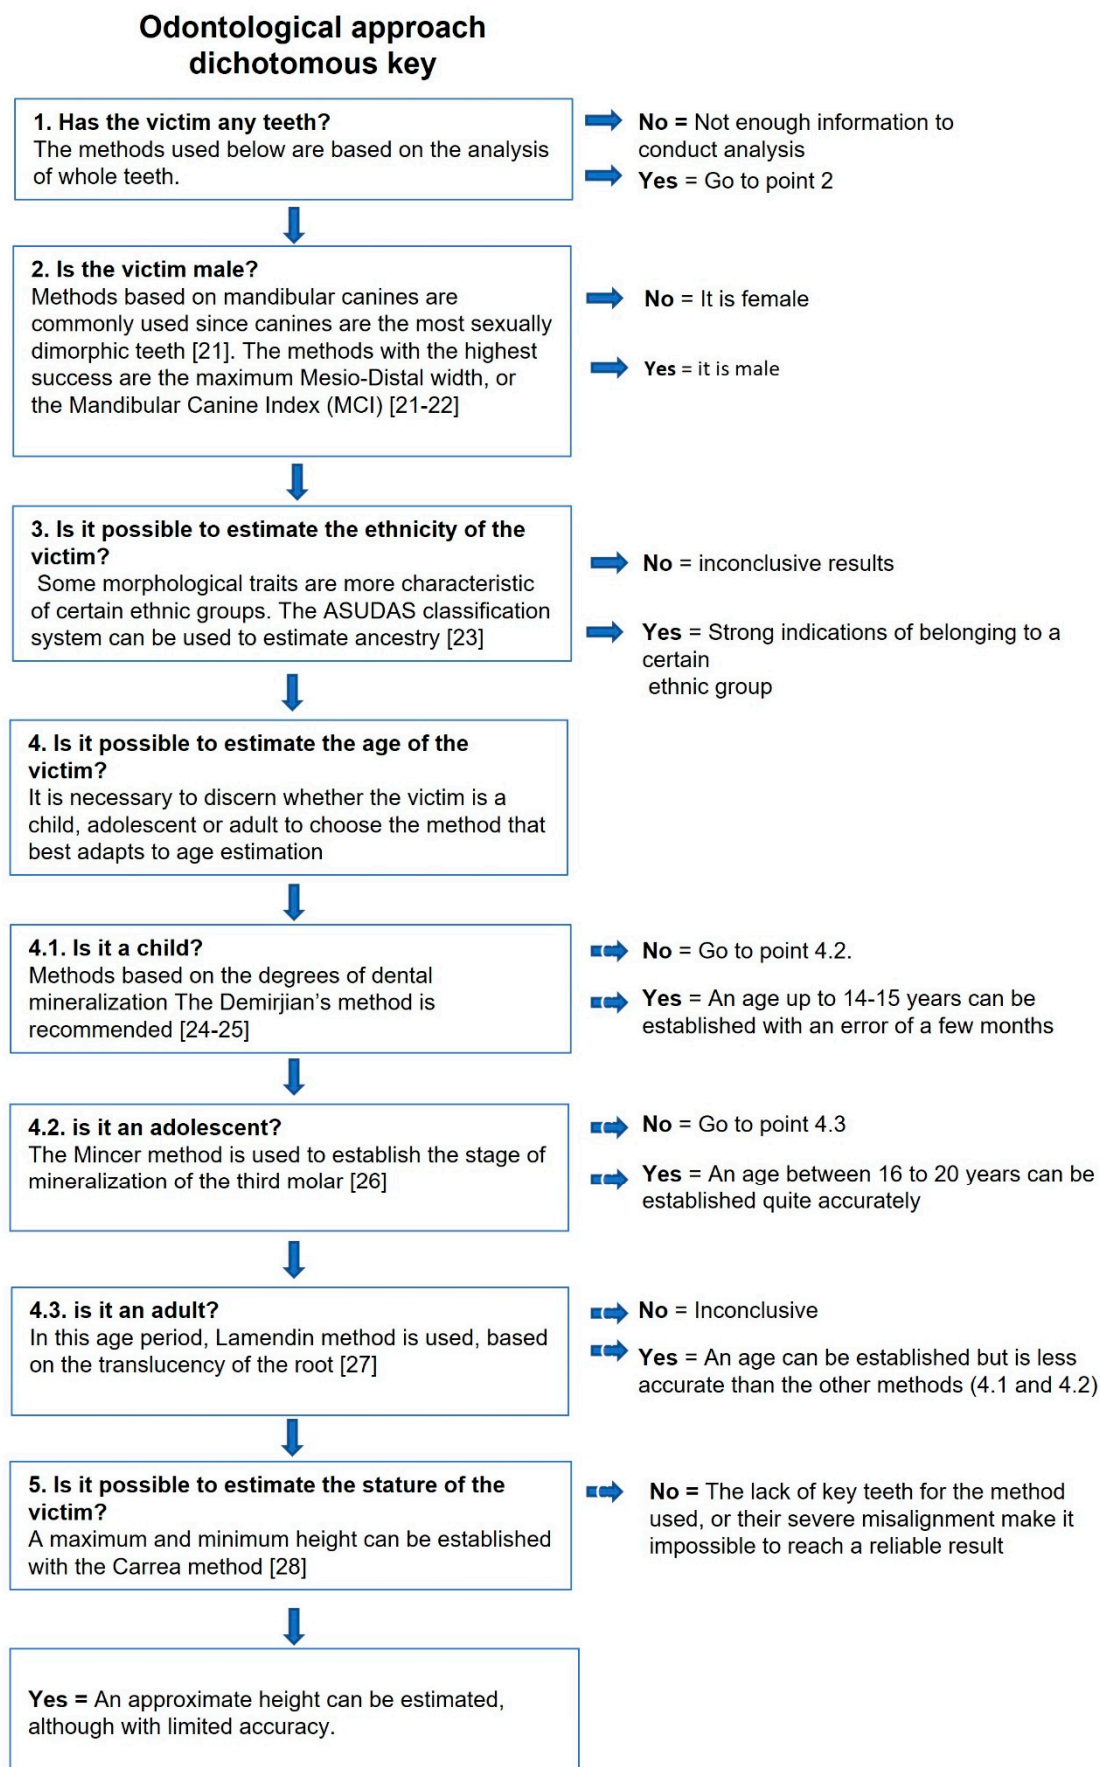 Odontological approach
dichotomous key
1. Has the victim any teeth?
The methods used below are based on the analysis
of whole teeth.
No = Not enough information to
conduct analysis
Yes = Go to point 2
2. Is the victim male?
Methods based on mandibular canines are
commonly used since canines are the most sexually
dimorphic teeth [21]. The methods with the highest
success are the maximum Mesio-Distal width, or
the Mandibular Canine Index (MCI) [21-22]
No = It is female
Yes = it is male
3. Is it possible to estimate the ethnicity of the
victim?
Some morphological traits are more characteristic
of certain ethnic groups. The ASUDAS classification
system can be used to estimate ancestry [23]
No = inconclusive results
Yes = Strong indications of belonging to a
certain
ethnic group
4. Is it possible to estimate the age of the
victim?
It is necessary to discern whether the victim is a
child, adolescent or adult to choose the method that
best adapts to age estimation
4.1. Is it a child?
Methods based on the degrees of dental
mineralization The Demirjian’s method is
recommended [24-25]
No = Go to point 4.2.
Yes = An age up to 14-15 years can be
established with an error of a few months
4.2. is it an adolescent?
The Mincer method is used to establish the stage of
mineralization of the third molar [26]
No = Go to point 4.3
Yes = An age between 16 to 20 years can be
established quite accurately
4.3. is it an adult?
In this age period, Lamendin method is used, based
on the translucency of the root [27]
No = Inconclusive
Yes = An age can be established but is less
accurate than the other methods (4.1 and 4.2)
5. Is it possible to estimate the stature of the
victim?
A maximum and minimum height can be established
with the Carrea method [28]
No = The lack of key teeth for the method
used, or their severe misalignment make it
impossible to reach a reliable result
Yes = An approximate height can be estimated,
although with limited accuracy.